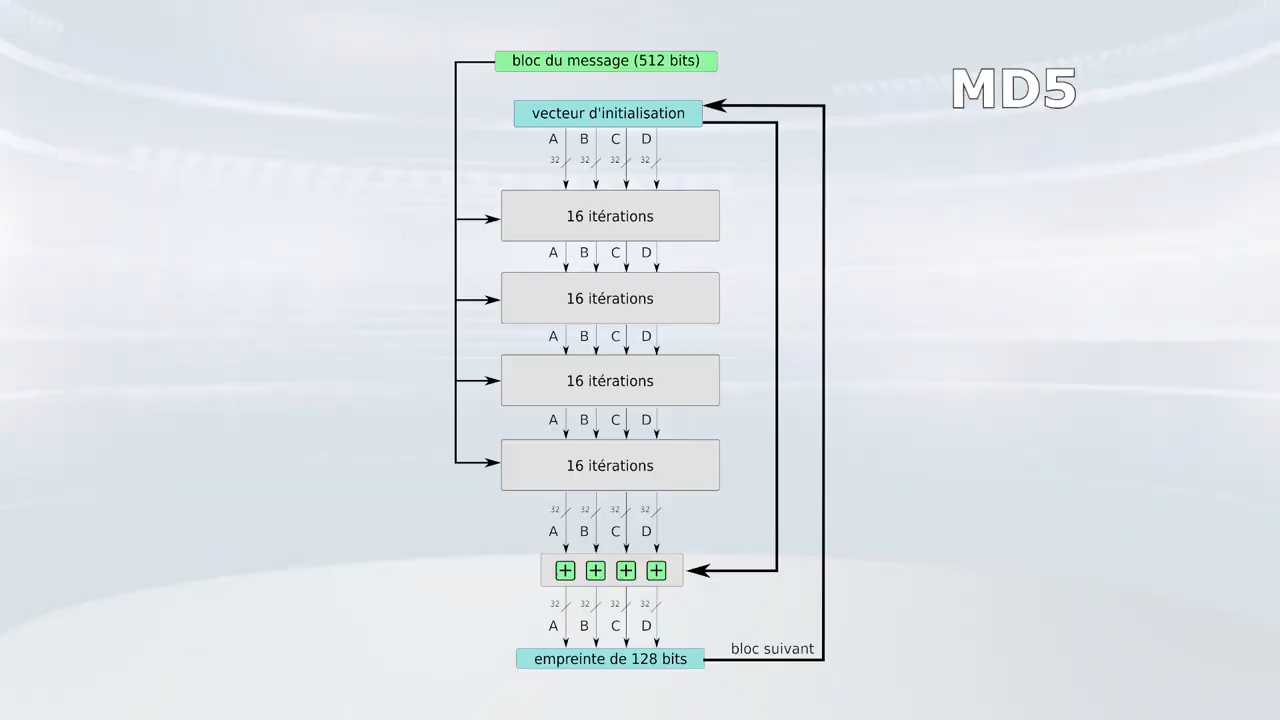 bloc du message (512 bits)
MD5
vecteur d'initialisation
A B C D
32 32 32 32
16 itérations
A B C D
16 itérations
A B C D
16 itérations
A B C D
16 itérations
32 32 32 32
A B C D
+ + + +
32 32 32 32
A B C D
bloc suivant
empreinte de 128 bits